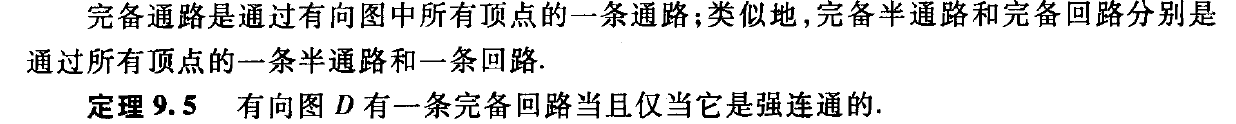 完备通路是通过有向图中所有顶点的一条通路;类似地,完备半通路和完备回路分别是
通过所有顶点的一条半通路和一条回路.
定理9.5 有向图 D 有一条完备回路当且仅当它是强连通的.